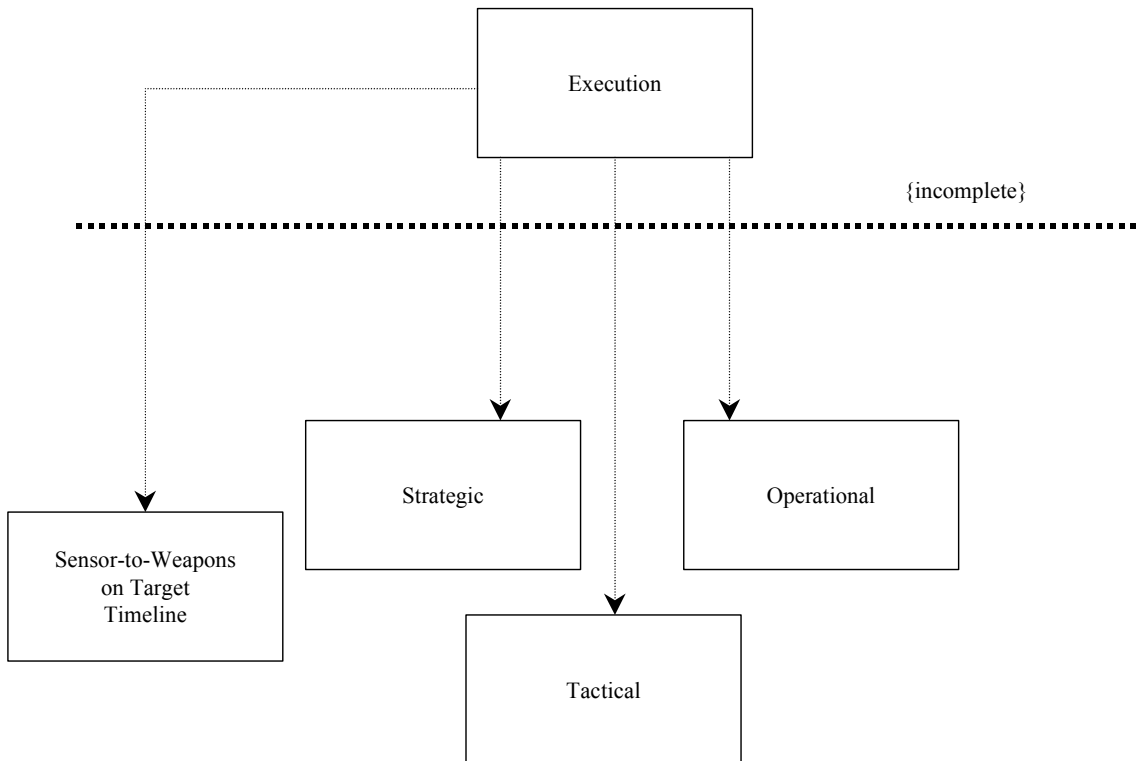 Execution
{incomplete}
Strategic
Operational
Sensor-to-Weapons
on Target
Timeline
Tactical